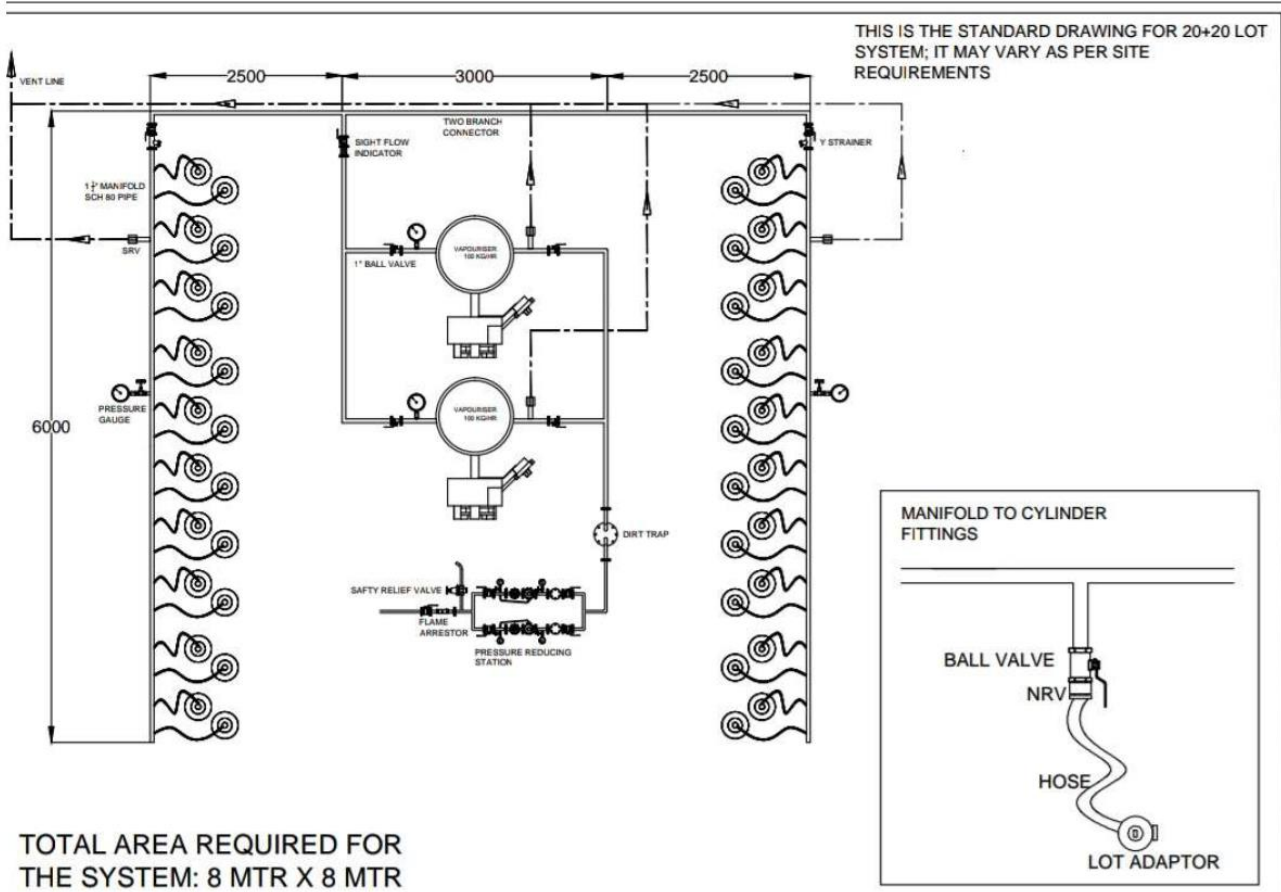 THIS IS THE STANDARD DRAWING FOR 20+20 LOT
SYSTEM; IT MAY VARY AS PER SITE
REQUIREMENTS
2500
3000
2500
VENT LINE
TWO BRANCH
CONNECTOR
SIGHT FLOW
INDICATOR
Y STRAINER
MANIFOLD
SCH 80 PIPE
SRV
VAPOURISER
100 KG/HR
1" BALL VALVE
PRESSURE
GAUGE
6000
VAPOURISER
100 KG/HR
DIRT TRAP
SAFTY RELIEF VALVE
FLAME
ARRESTOR
PRESSURE REDUCING
STATION
MANIFOLD TO CYLINDER
FITTINGS
BALL VALVE
NRV
HOSE
LOT ADAPTOR
TOTAL AREA REQUIRED FOR
THE SYSTEM: 8 MTR X 8 MTR